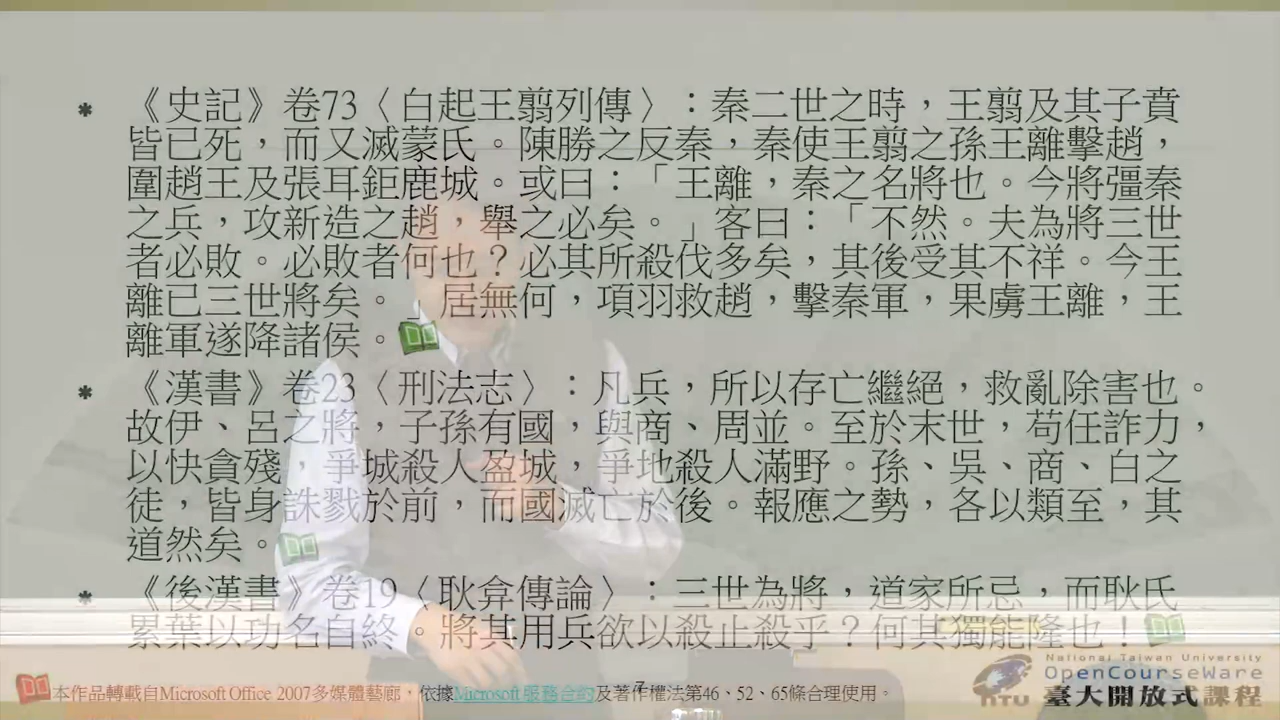 * 《史記》卷73〈白起王翦列傳〉：秦二世之時，王翦及其子賁
皆已死，而又滅蒙氏。陳勝之反秦，秦使王翦之孫王離擊趙，
圍趙王及張耳鉅鹿城。或曰：「王離，秦之名將也。今將彊秦
之兵，攻新造之趙，舉之必矣。」客曰：「不然。夫為將三世
者必敗。必敗者何也？必其所殺伐多矣，其後受其不祥。今王
離已三世將矣。」居無何，項羽救趙，擊秦軍，果虜王離，王
離軍遂降諸侯。
* 《漢書》卷23〈刑法志〉：凡兵，所以存亡繼絕，救亂除害也。
故伊、呂之將，子孫有國，與商、周並。至於末世，苟任詐力，
以快貪殘，爭城殺人盈城，爭地殺人滿野。孫、吳、商、白之
徒，皆身誅戮於前，而國滅亡於後。報應之勢，各以類至，其
道然矣。
* 《後漢書》卷19〈耿弇傳論〉：三世為將，道家所忌，而耿氏
累葉以功名自終。將其用兵欲以殺止殺乎？何其獨能隆也！
本作品轉載自Microsoft Office 2007多媒體藝廊，依據Microsoft 服務合約及著作權法第46、52、65條合理使用。
7
National Taiwan University
OpenCourseWare
NTU 臺大開放式課程